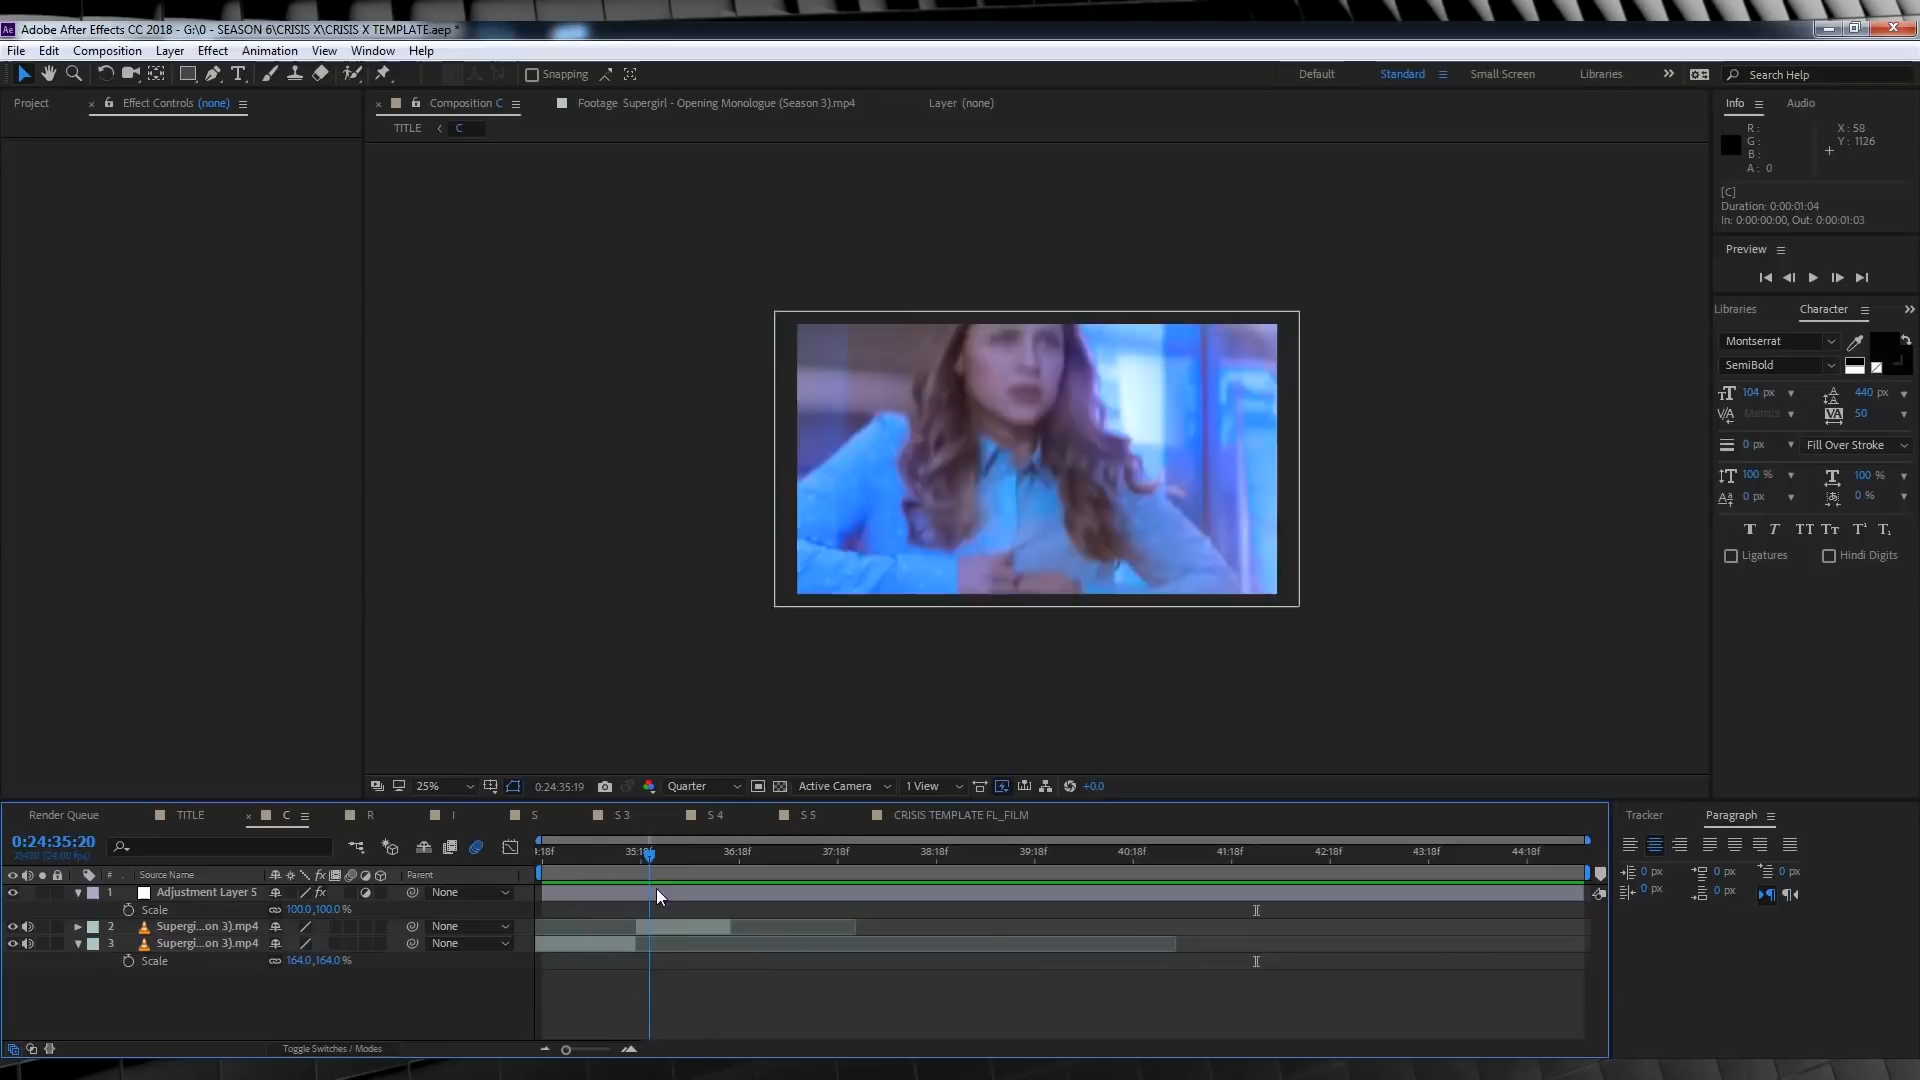 Ae Adobe After Effects CC 2018 - G:\0 - SEASON 6\CRISIS X\CRISIS X TEMPLATE.aep *
File Edit Composition Layer Effect Animation View Window Help
Snapping
Default Standard Small Screen Libraries Search Help
Project Effect Controls (none) Composition C Footage Supergirl - Opening Monologue (Season 3).mp4 Layer (none) Info Audio
TITLE C
R :
G :
B :
A : 0
X : 58
Y : 1126
[C]
Duration: 0:00:01:04
In: 0:00:00:00, Out: 0:00:01:03
Preview
Libraries Character
Montserrat
SemiBold
104 px 440 px
Metrics 50
0 px Fill Over Stroke
100 % 100 %
0 px 0 %
Ligatures Hindi Digits
25% 0:24:35:19 Quarter Active Camera 1 View +0.0
Render Queue TITLE C R I S S 3 S 4 S 5 CRISIS TEMPLATE FL_FILM Tracker Paragraph
0:24:35:20
:18f 36:18f 37:18f 38:18f 39:18f 40:18f 41:18f 42:18f 43:18f 44:18f
# Source Name Parent
1 Adjustment Layer 5 fx None
Scale 100.0,100.0 %
2 Supergi...on 3).mp4 None
3 Supergi...on 3).mp4 None
Scale 164.0,164.0 %
0 px 0 px 0 px
0 px 0 px
Toggle Switches / Modes